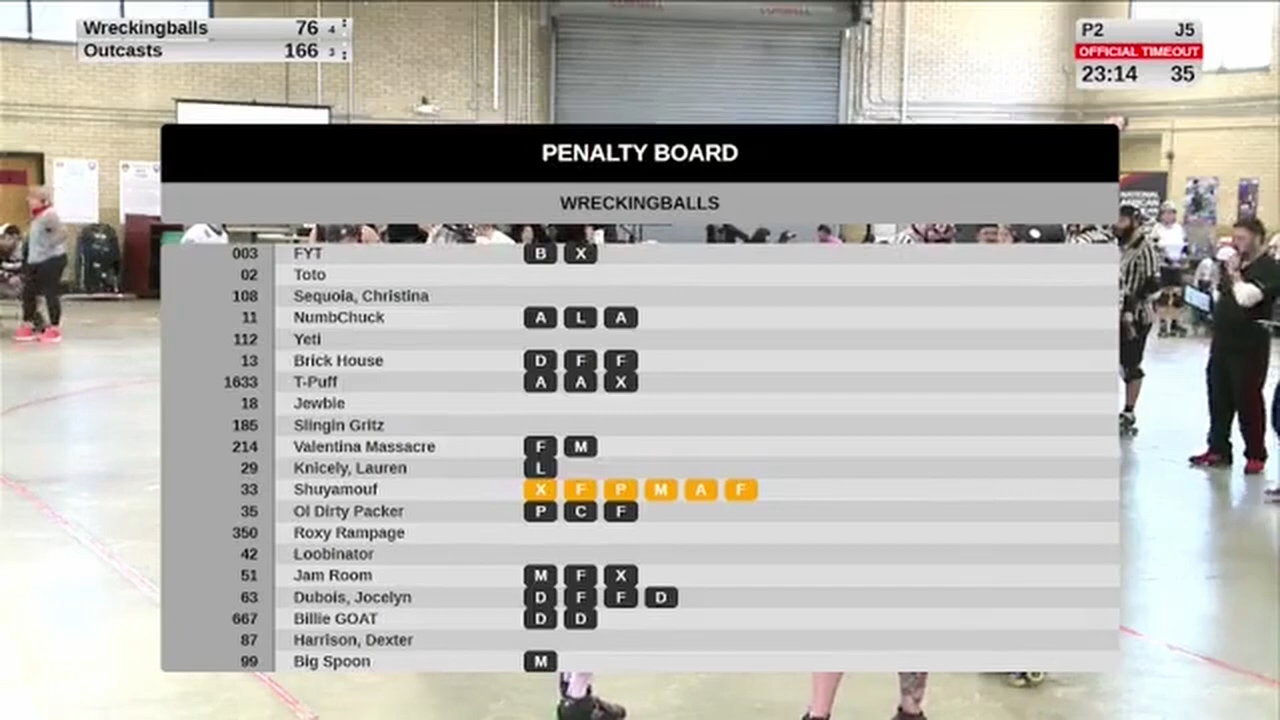 Wreckingballs 76 4
Outcasts 166 3
P2 J5
OFFICIAL TIMEOUT
23:14 35
PENALTY BOARD
WRECKINGBALLS
003 FYT B X
02 Toto
108 Sequoia, Christina
11 NumbChuck A L A
112 Yeti
13 Brick House D F F
1633 T-Puff A A X
18 Jewbie
185 Slingin Gritz
214 Valentina Massacre F M
29 Knicely, Lauren L
33 Shuyamouf X F P M A F
35 Ol Dirty Packer P C F
350 Roxy Rampage
42 Loobinator
51 Jam Room M F X
63 Dubois, Jocelyn D F F D
667 Billie GOAT D D
87 Harrison, Dexter
99 Big Spoon M